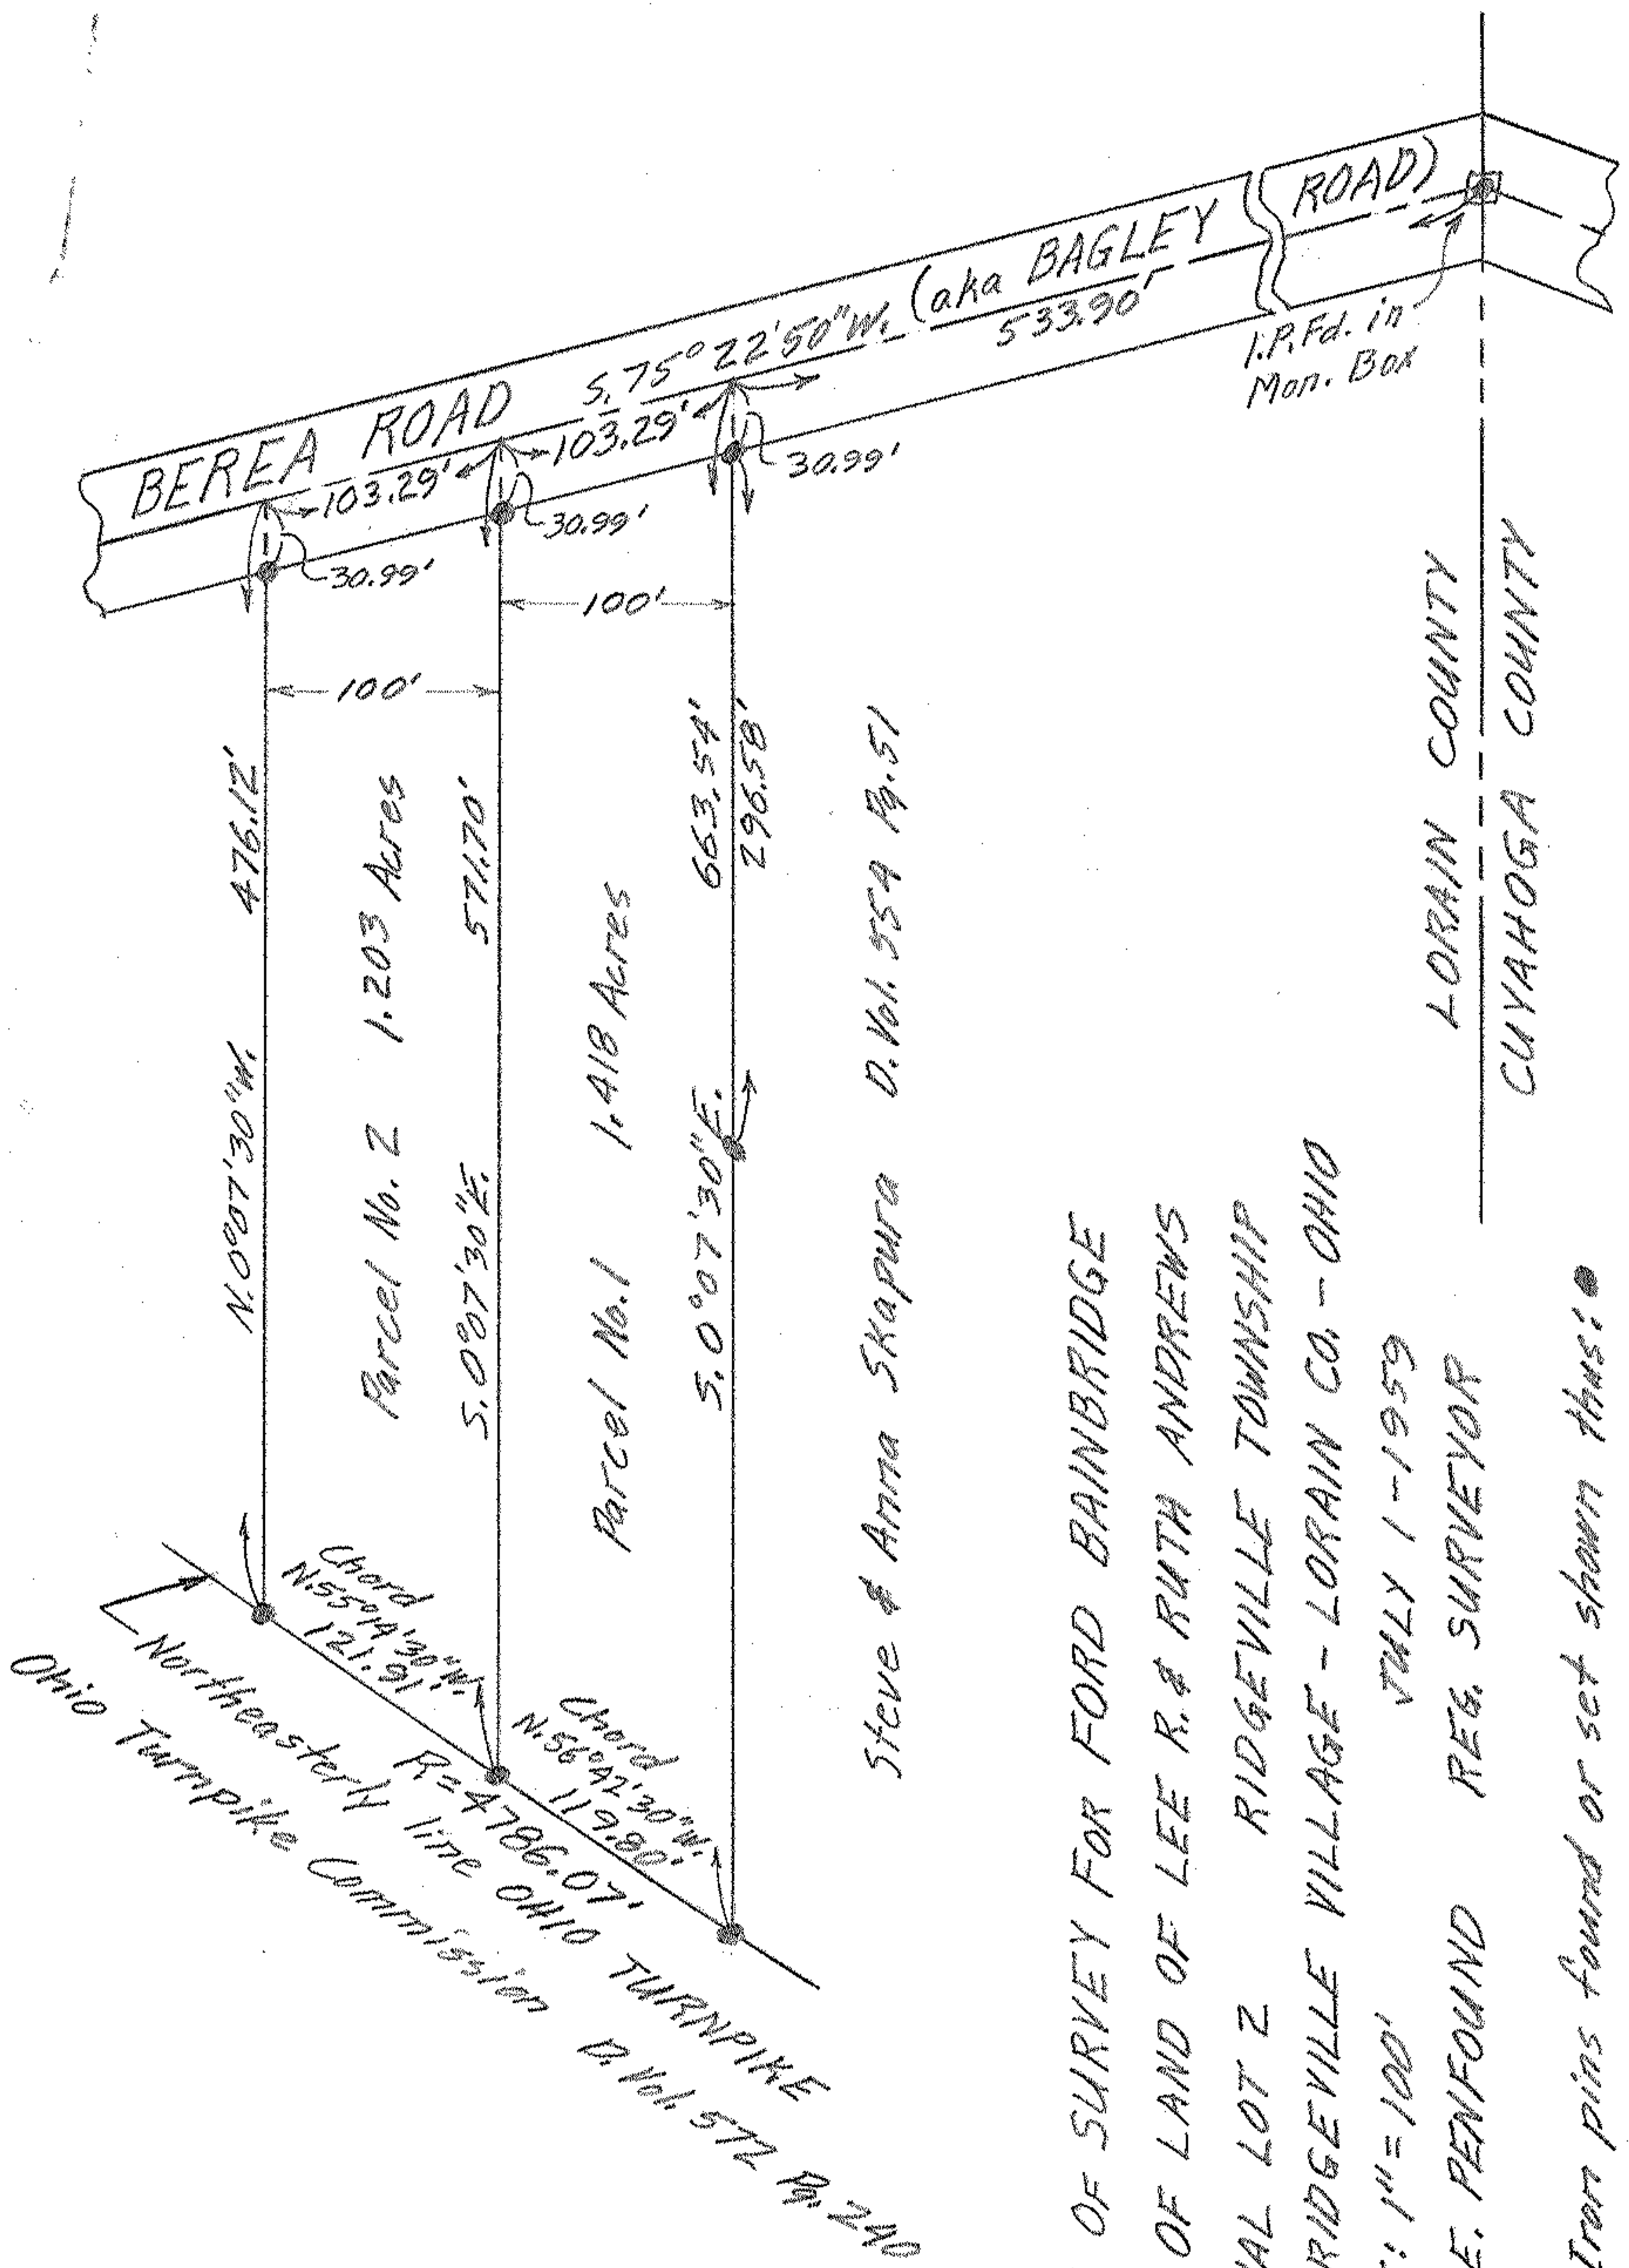 BEREA ROAD S. 75° 22' 50" W. (aka BAGLEY ROAD)
103.29'
103.29'
533.90'
30.99'
30.99'
30.99'
I.P. Fd. in
Mon. Box
100'
100'
N. 0° 07' 30" W. 476.12'
Parcel No. 2 1.203 Acres
S. 0° 07' 30" E. 571.70'
Parcel No. 1 1.418 Acres
S. 0° 07' 30" E. 663.54'
296.58'
Steve & Anna Skapura D. Vol. 554 Pg. 51
LORAIN COUNTY
CUYAHOGA COUNTY
Chord
N. 55° 14' 30" W.
121.91'
Chord
N. 56° 42' 30" W.
119.80'
R = 4786.07'
Northeasterly line OHIO TURNPIKE
Ohio Turnpike Commission D. Vol. 572 Pg. 240
OF SURVEY FOR FORD BAINBRIDGE
OF LAND OF LEE R. & RUTH ANDREWS
AL LOT 2 RIDGEVILLE TOWNSHIP
RIDGEVILLE VILLAGE - LORAIN CO. - OHIO
: 1" = 100' JULY 1 - 1959
E. PENFOUND REG. SURVEYOR
Iron pins found or set shown thus: